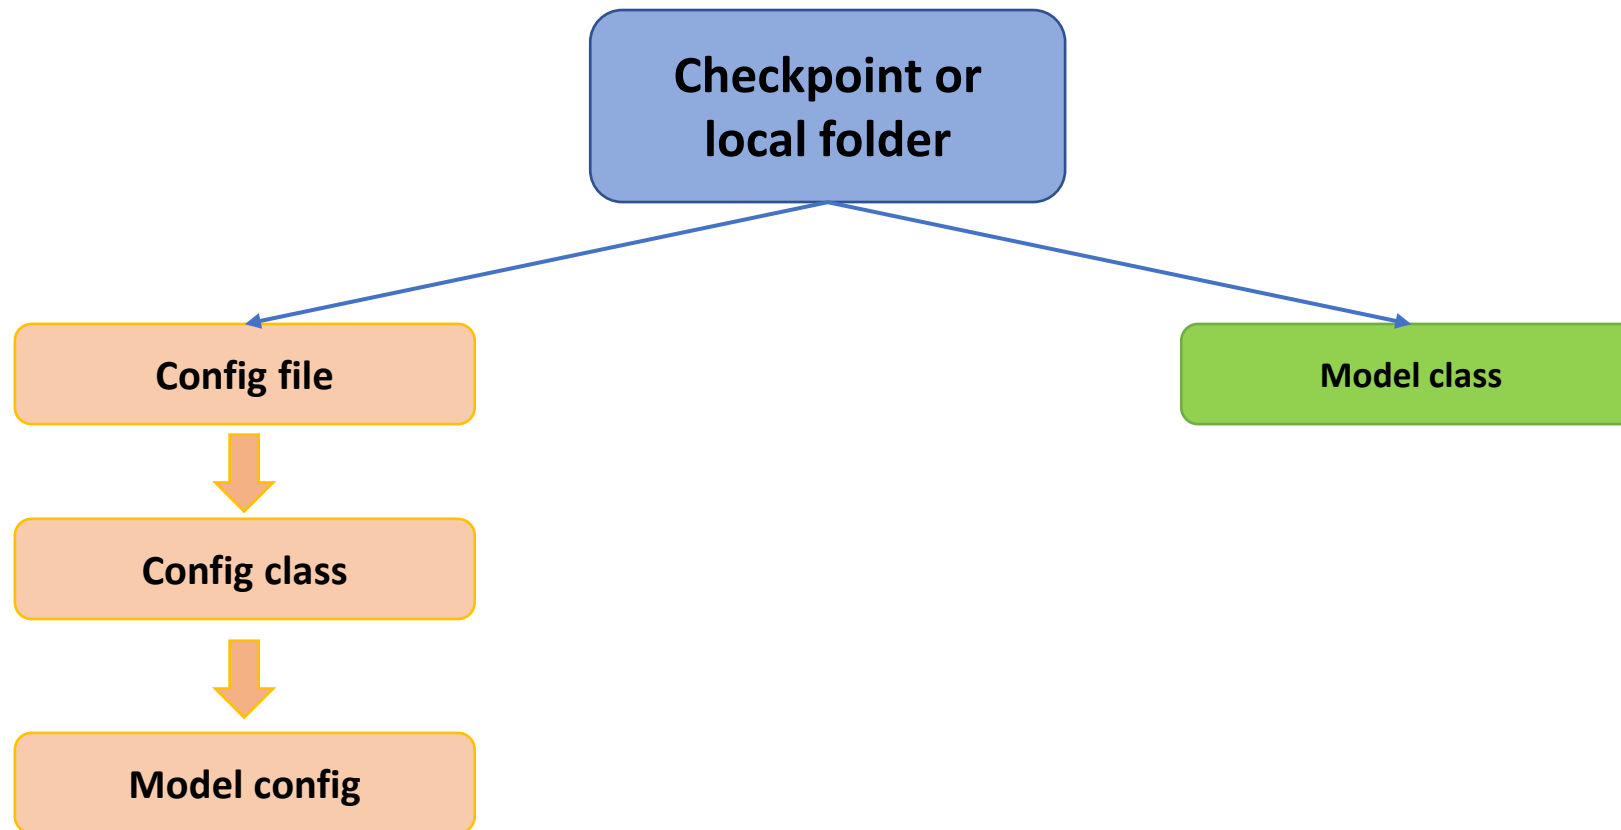 Checkpoint or
local folder
Config file
Model class
Config class
Model config